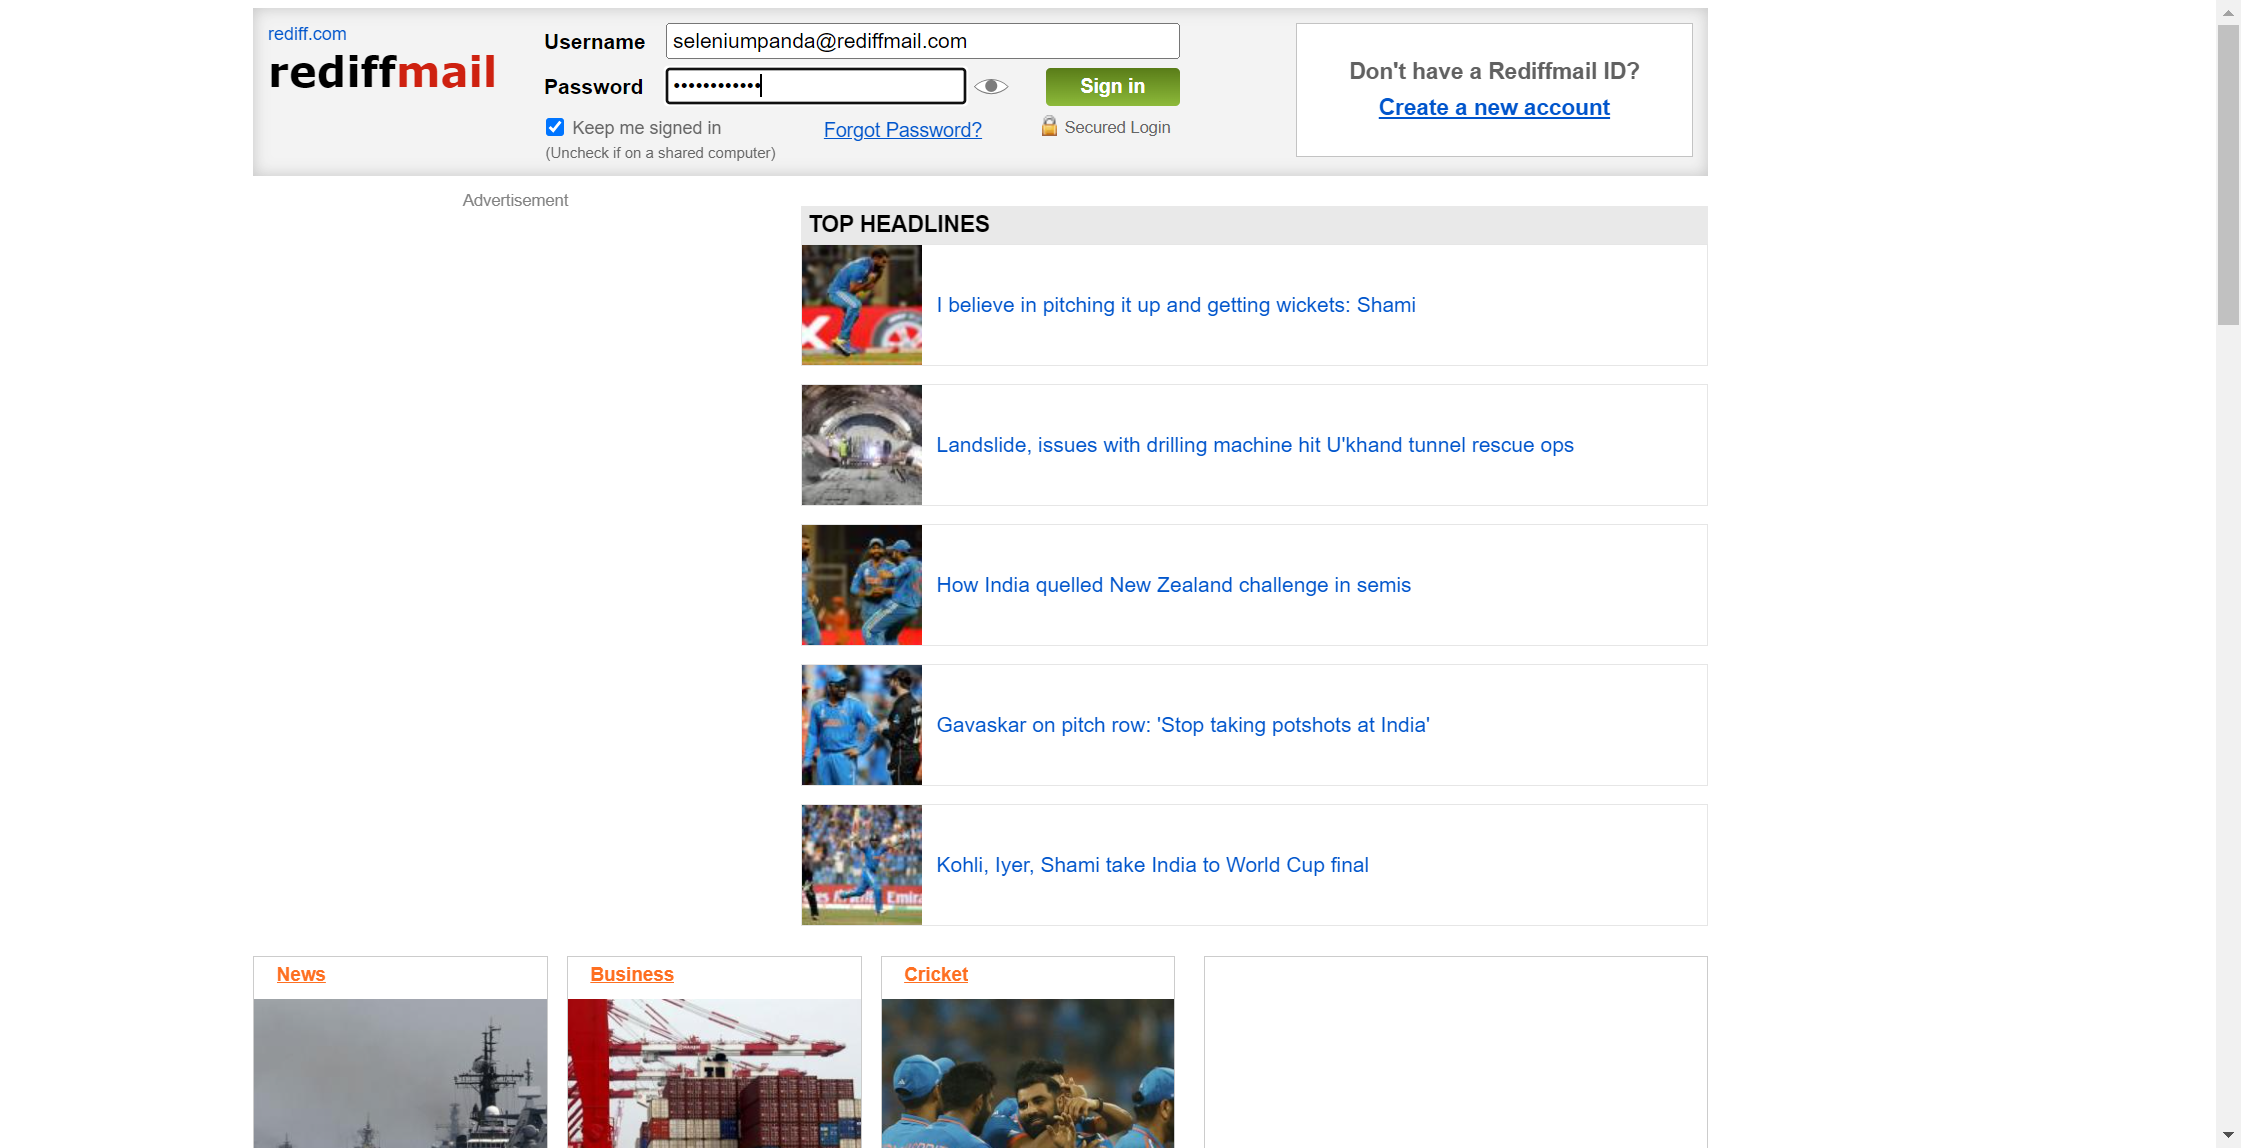 rediff.com
rediffmail
Username
seleniumpanda@rediffmail.com
Password
••••••••••••
Sign in
Keep me signed in
(Uncheck if on a shared computer)
Forgot Password?
Secured Login
Don't have a Rediffmail ID?
Create a new account
Advertisement
TOP HEADLINES
I believe in pitching it up and getting wickets: Shami
Landslide, issues with drilling machine hit U'khand tunnel rescue ops
How India quelled New Zealand challenge in semis
Gavaskar on pitch row: 'Stop taking potshots at India'
Kohli, Iyer, Shami take India to World Cup final
News
Business
Cricket